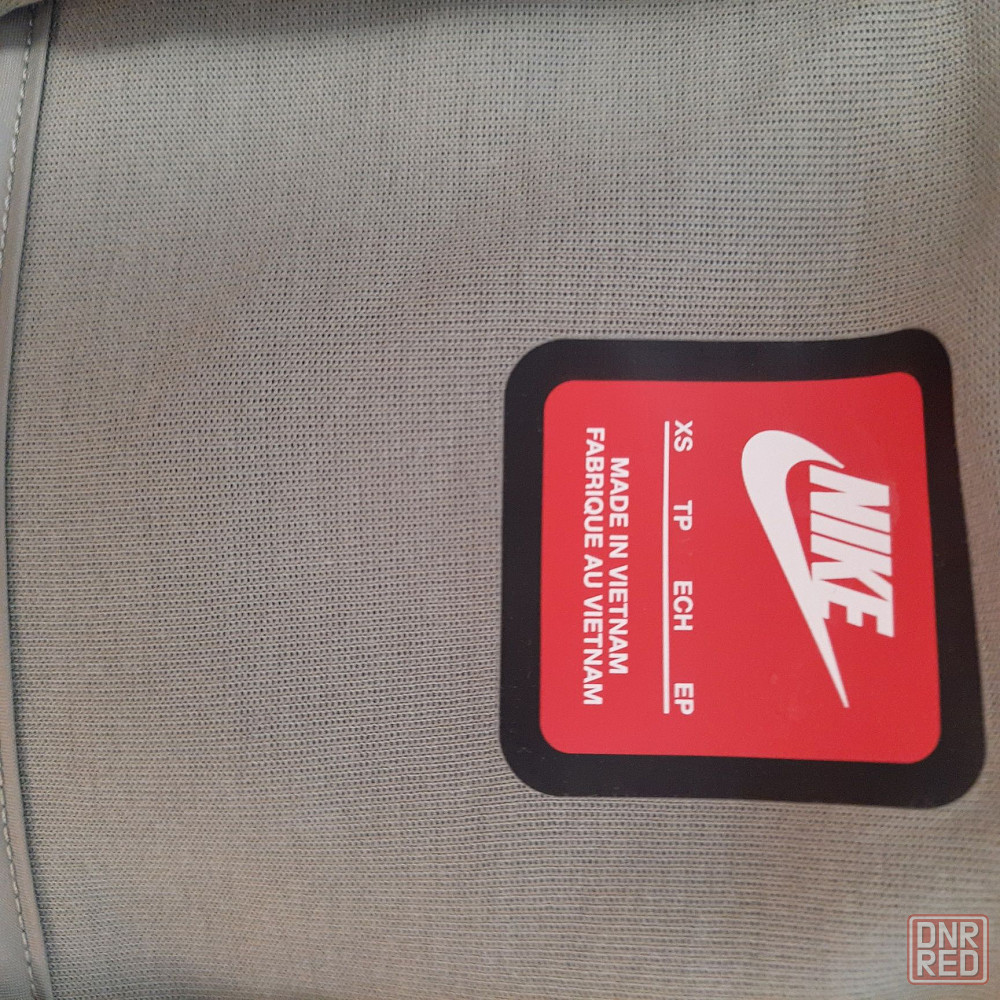 NIKE
XS TP ECH EP
MADE IN VIETNAM
FABRIQUE AU VIETNAM
DNR
RED